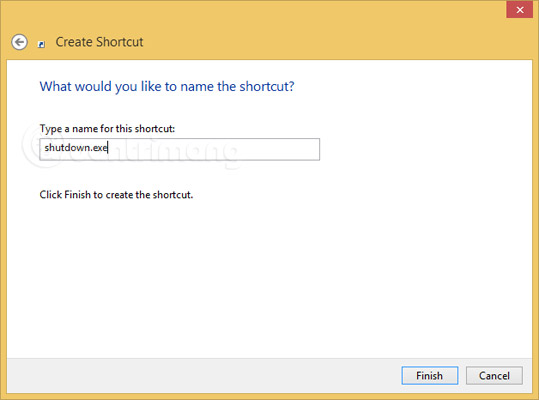 Create Shortcut
What would you like to name the shortcut?
Type a name for this shortcut:
shutdown.exe
Click Finish to create the shortcut.
Finish
Cancel